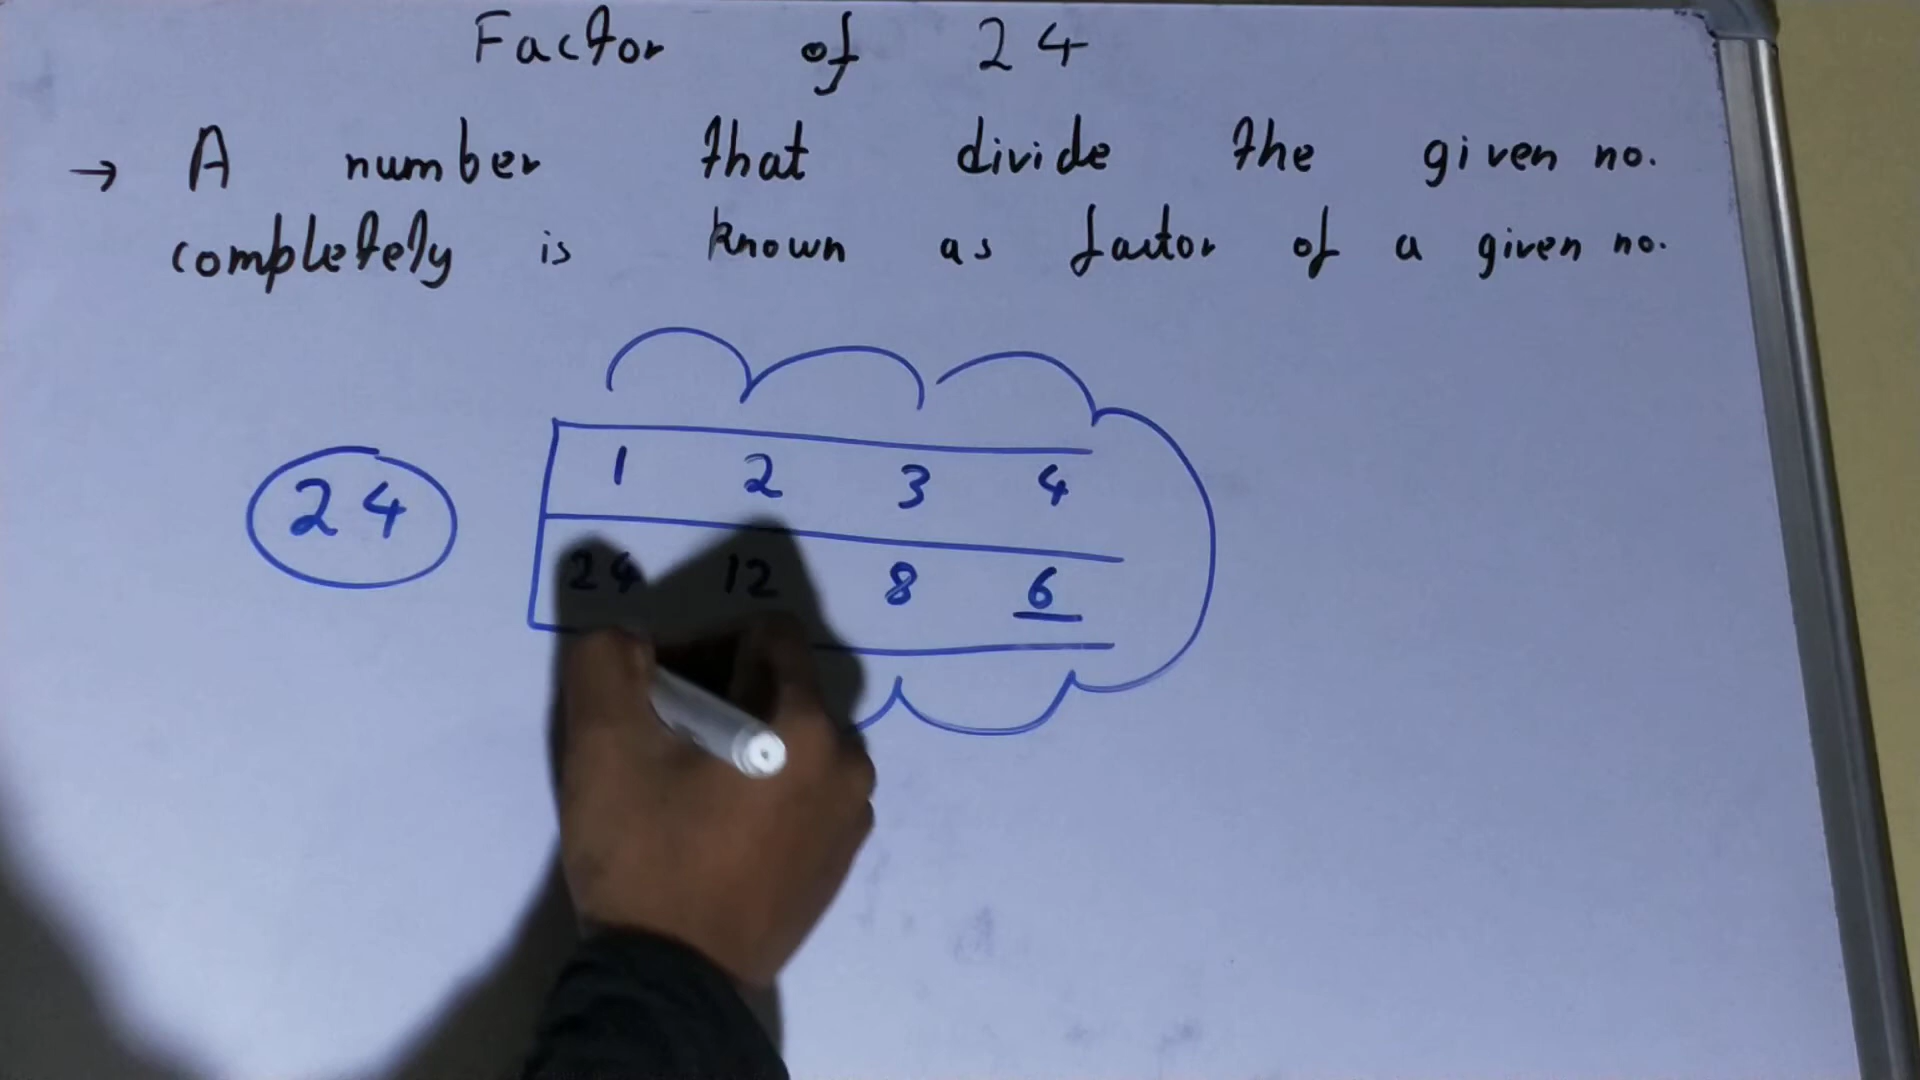 Factor of 24
→ A number that divide the given no.
completely is known as factor of a given no.
24
1 2 3 4
24 12 8 6